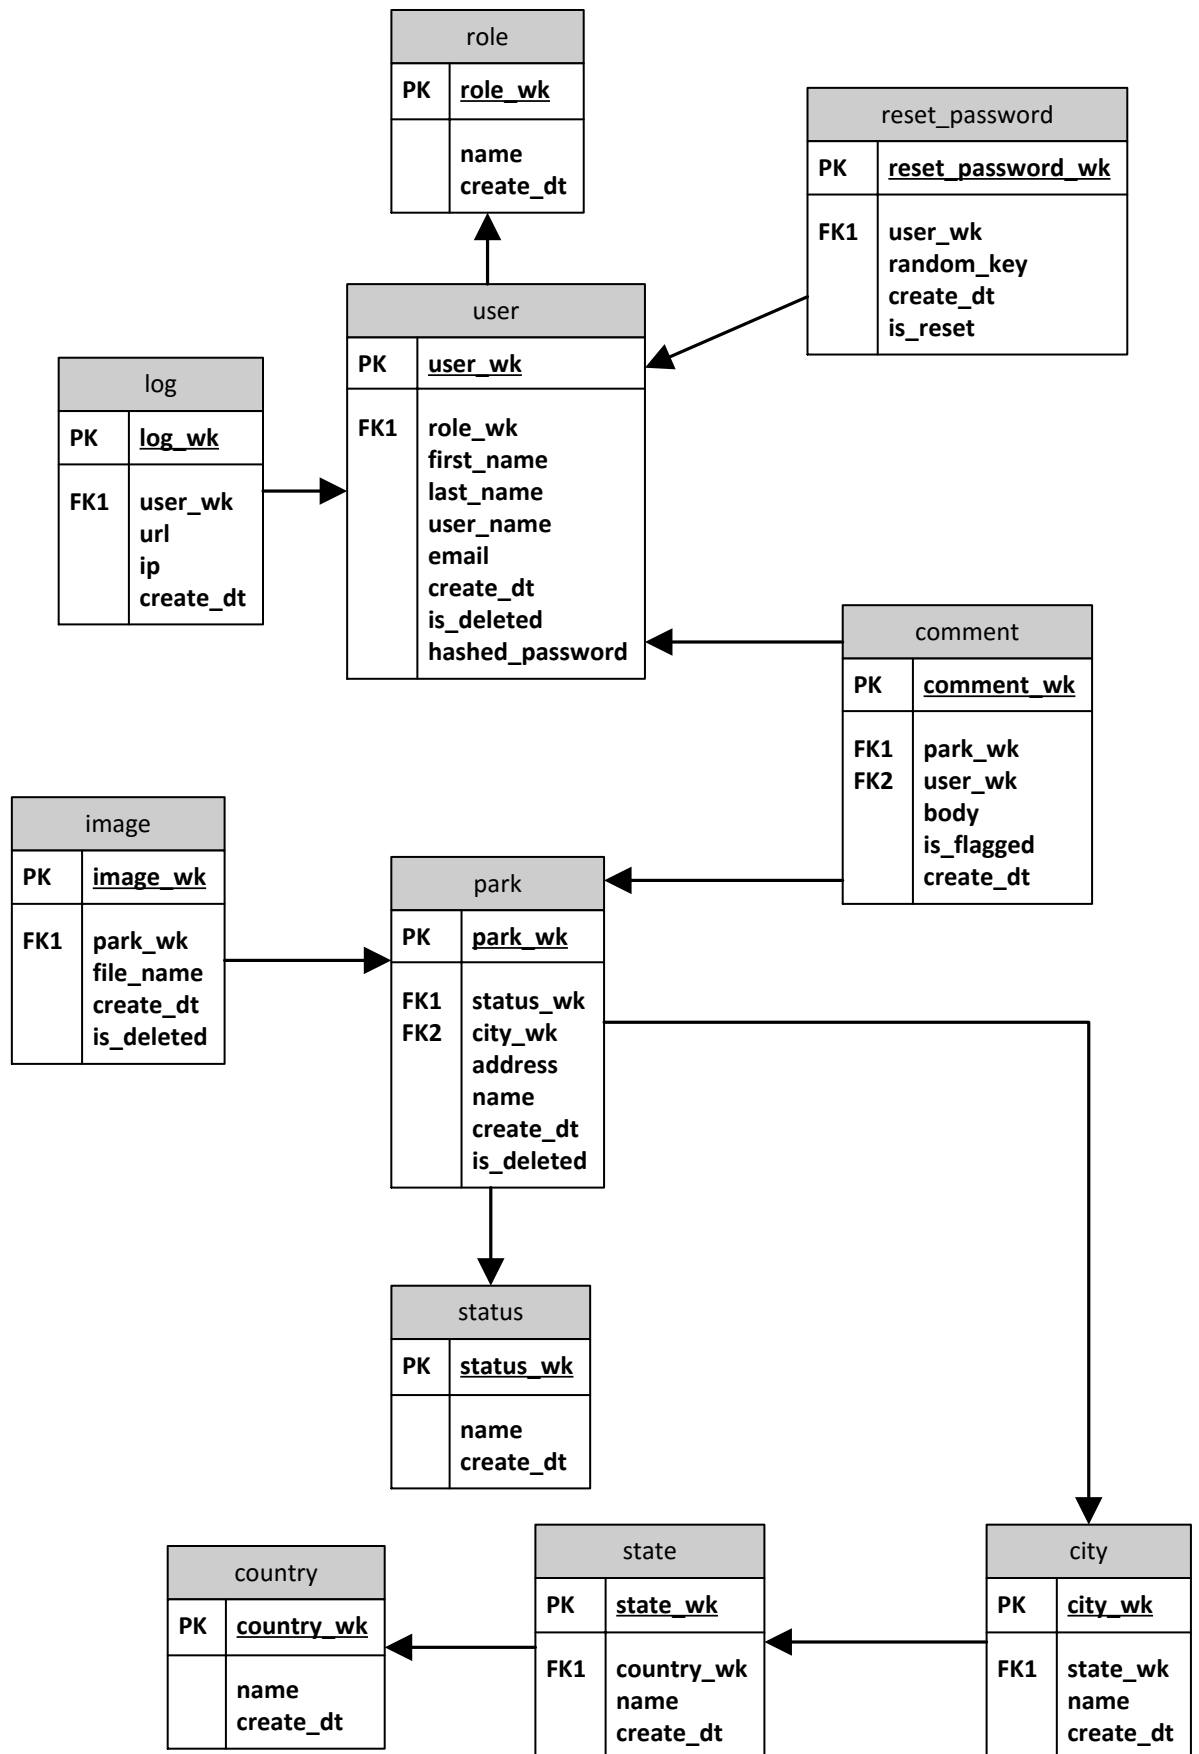 role
PK role_wk
name
create_dt
reset_password
PK reset_password_wk
FK1 user_wk
random_key
create_dt
is_reset
user
PK user_wk
FK1 role_wk
first_name
last_name
user_name
email
create_dt
is_deleted
hashed_password
log
PK log_wk
FK1 user_wk
url
ip
create_dt
comment
PK comment_wk
FK1 park_wk
FK2 user_wk
body
is_flagged
create_dt
image
PK image_wk
FK1 park_wk
file_name
create_dt
is_deleted
park
PK park_wk
FK1 status_wk
FK2 city_wk
address
name
create_dt
is_deleted
status
PK status_wk
name
create_dt
country
PK country_wk
name
create_dt
state
PK state_wk
FK1 country_wk
name
create_dt
city
PK city_wk
FK1 state_wk
name
create_dt